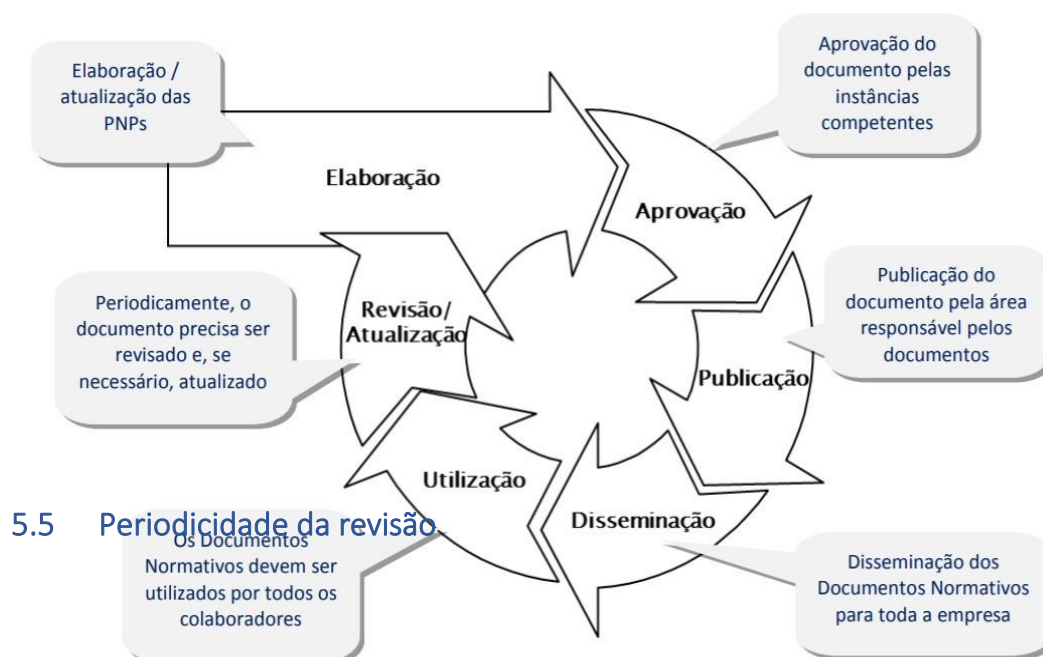 Elaboração /
atualização das
PNPs
Aprovação do
documento pelas
instâncias
competentes
Elaboração
Aprovação
Publicação do
documento pela área
responsável pelos
documentos
Publicação
Disseminação
Disseminação dos
Documentos Normativos
para toda a empresa
Utilização
Os Documentos
Normativos devem ser
utilizados por todos os
colaboradores
Revisão/
Atualização
Periodicamente, o
documento precisa ser
revisado e, se
necessário, atualizado
5.5 Periodicidade da revisão